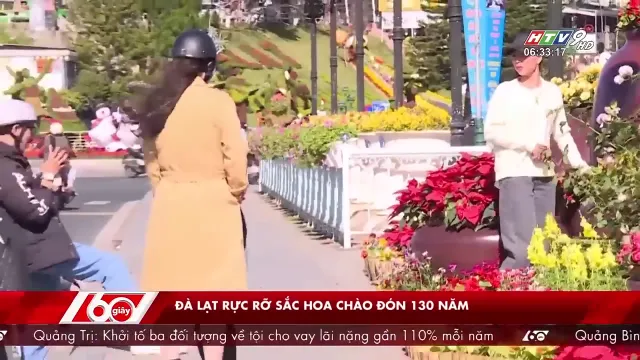 HTV9 HD
06:33:17
60 giây
ĐÀ LẠT RỰC RỠ SẮC HOA CHÀO ĐÓN 130 NĂM
Quảng Trị: Khởi tố ba đối tượng về tội cho vay lãi nặng gần 110% mỗi năm
60
Quảng Bìn